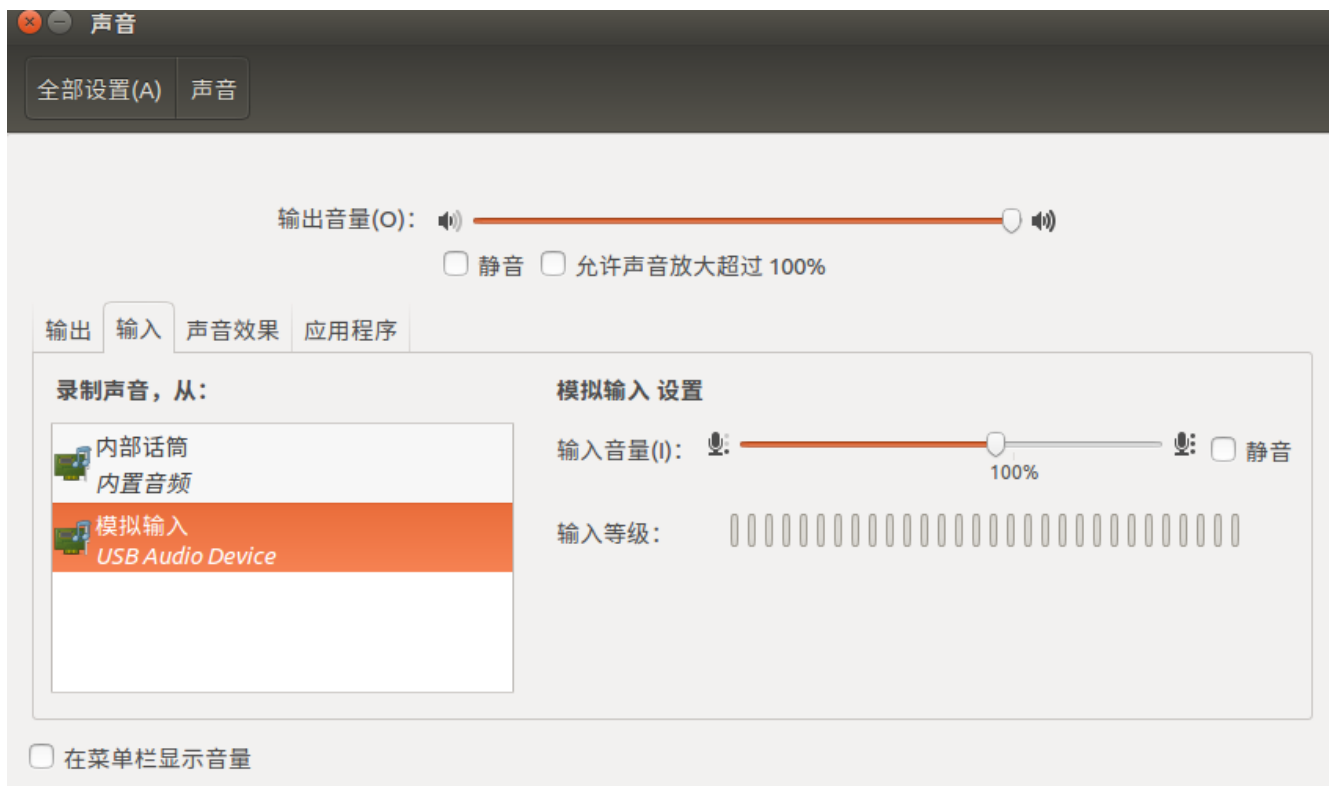 声音
全部设置(A) 声音
输出音量(O)：
静音 允许声音放大超过 100%
输出 输入 声音效果 应用程序
录制声音，从：
内部话筒
内置音频
模拟输入
USB Audio Device
模拟输入 设置
输入音量(I)： 静音
100%
输入等级：
在菜单栏显示音量